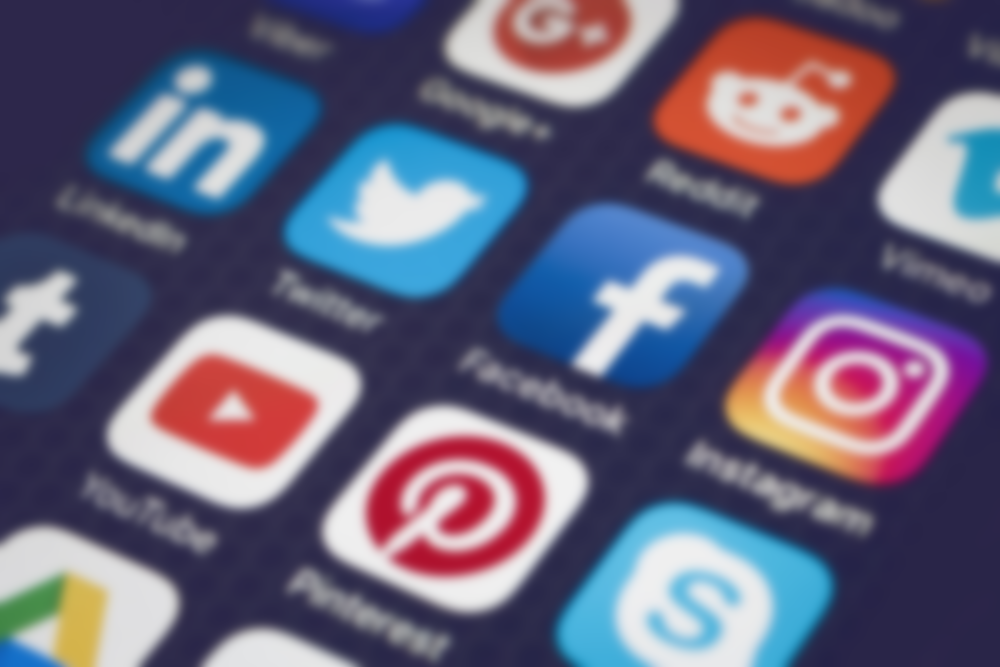 Viber
Google+
Reddit
LinkedIn
Twitter
Facebook
Vimeo
Instagram
YouTube
Pinterest